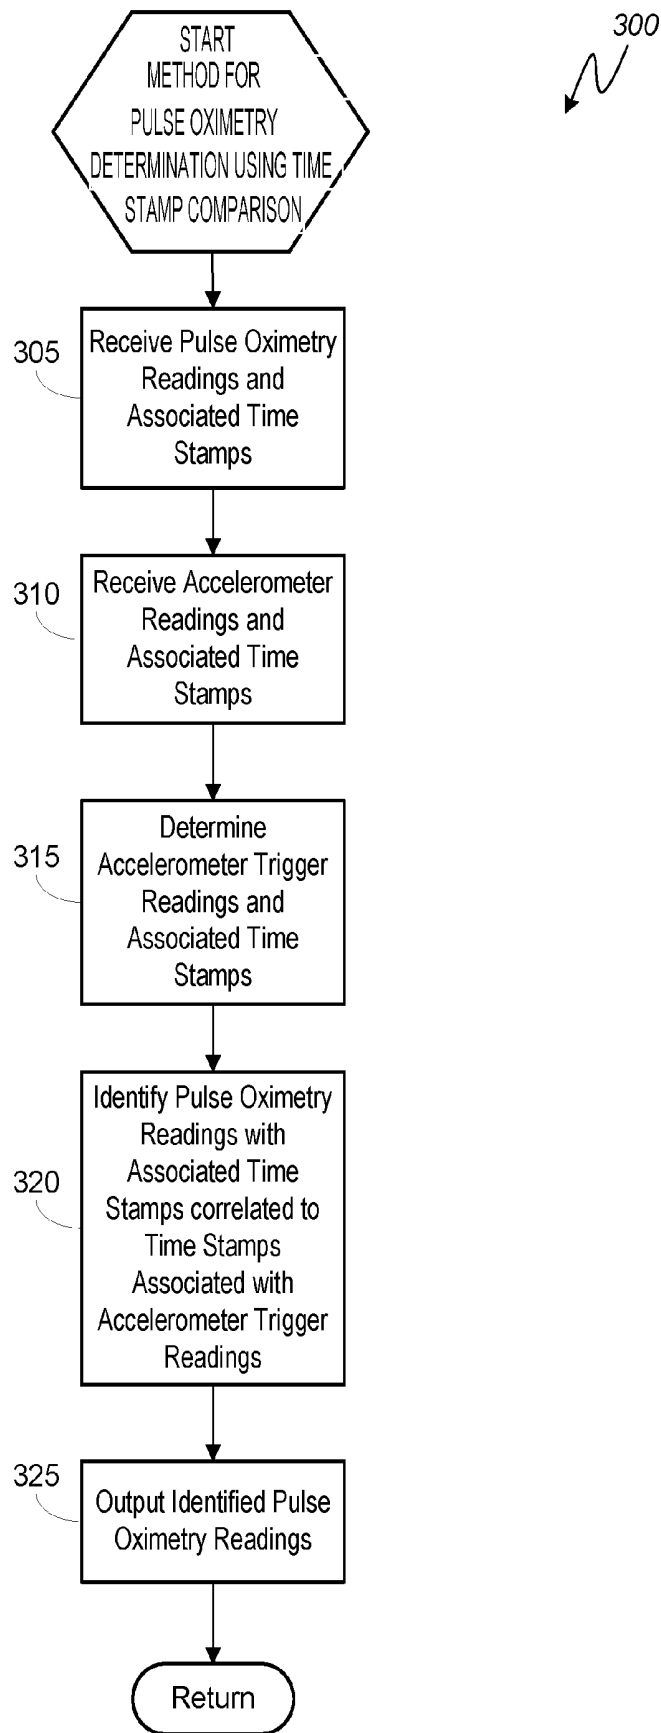 START
METHOD FOR
PULSE OXIMETRY
DETERMINATION USING TIME
STAMP COMPARISON
300
305
Receive Pulse Oximetry
Readings and
Associated Time
Stamps
310
Receive Accelerometer
Readings and
Associated Time
Stamps
315
Determine
Accelerometer Trigger
Readings and
Associated Time
Stamps
320
Identify Pulse Oximetry
Readings with
Associated Time
Stamps correlated to
Time Stamps
Associated with
Accelerometer Trigger
Readings
325
Output Identified Pulse
Oximetry Readings
Return